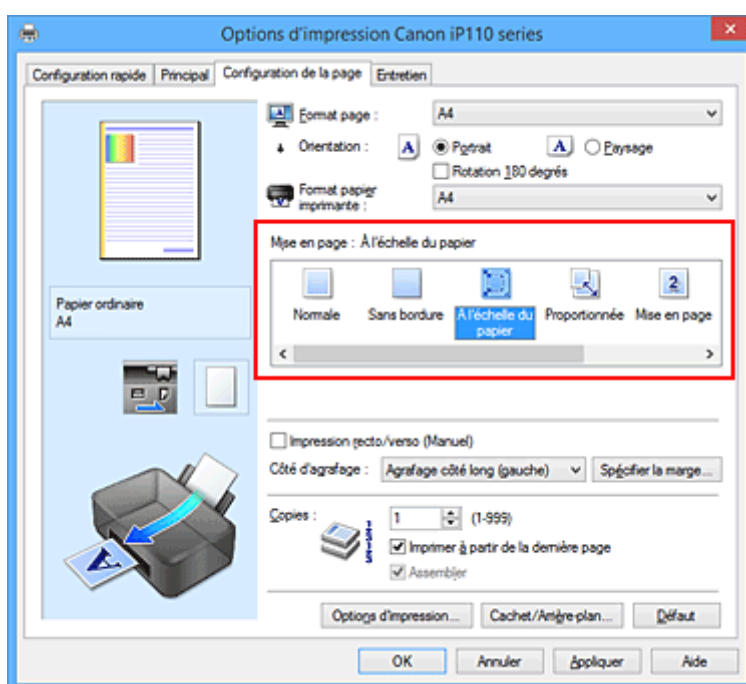 Options d'impression Canon iP110 series
Configuration rapide Principal Configuration de la page Entretien
Format page : A4
Orientation : A Portrait A Paysage
Rotation 180 degrés
Format papier imprimante : A4
Mise en page : À l'échelle du papier
Normale Sans bordure À l'échelle du papier Proportionnée Mise en page
Papier ordinaire
A4
Impression recto/verso (Manuel)
Côté d'agrafage : Agrafage côté long (gauche) Spécifier la marge...
Copies : 1 (1-999)
Imprimer à partir de la dernière page
Assembler
Options d'impression... Cachet/Arrière-plan... Défaut
OK Annuler Appliquer Aide